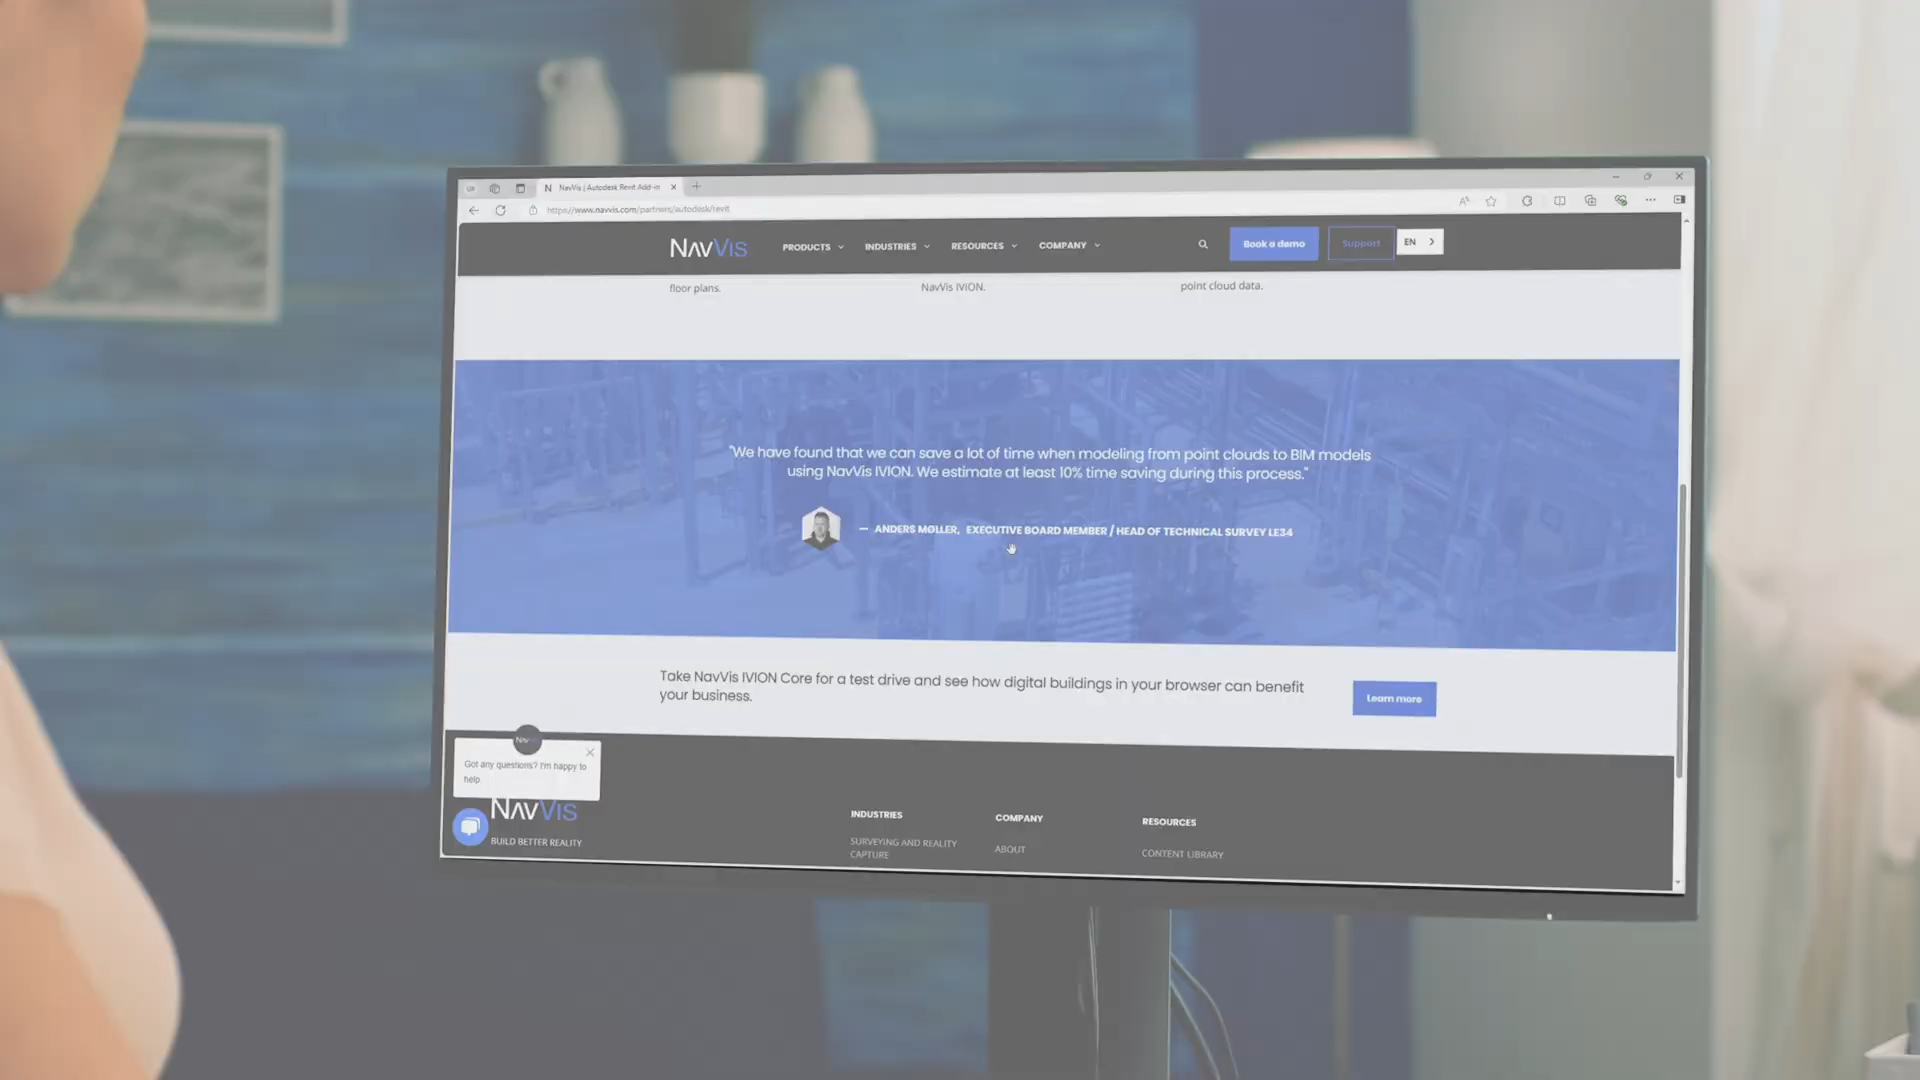 NavVis | Autodesk Revit Add-in
https://www.navvis.com/partners/autodesk/revit
NAVVIS
PRODUCTS
INDUSTRIES
RESOURCES
COMPANY
Book a demo
Support
EN
floor plans.
NavVis IVION.
point cloud data.
"We have found that we can save a lot of time when modeling from point clouds to BIM models
using NavVis IVION. We estimate at least 10% time saving during this process."
— ANDERS MØLLER, EXECUTIVE BOARD MEMBER / HEAD OF TECHNICAL SURVEY LE34
Take NavVis IVION Core for a test drive and see how digital buildings in your browser can benefit
your business.
Learn more
Got any questions? I'm happy to
help.
NAVVIS
BUILD BETTER REALITY
INDUSTRIES
SURVEYING AND REALITY
CAPTURE
COMPANY
ABOUT
RESOURCES
CONTENT LIBRARY